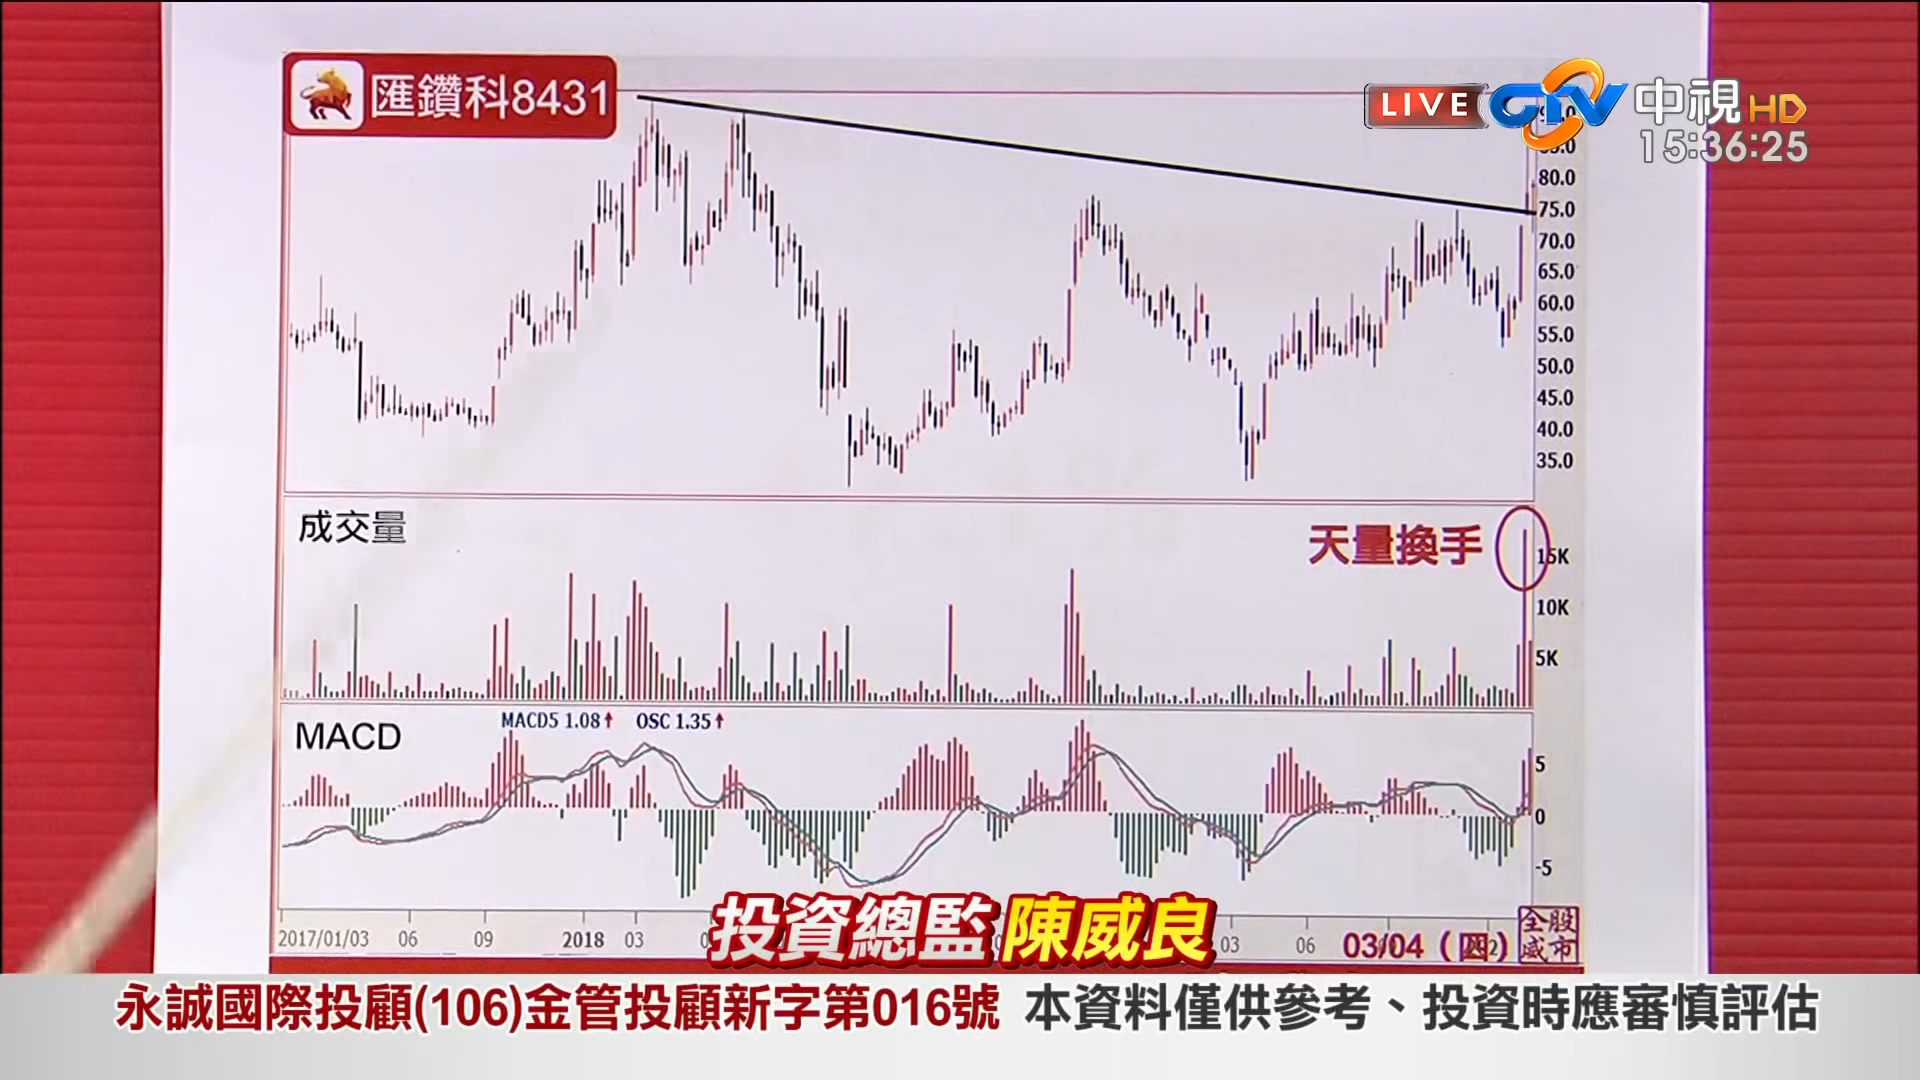 匯鑽科8431
LIVE CTV 中視HD
15:36:25
80.0
75.0
70.0
65.0
60.0
55.0
50.0
45.0
40.0
35.0
成交量
天量換手
15K
10K
5K
MACD
MACD5 1.08↑ OSC 1.35↑
5
0
-5
2017/01/03 06 09 2018 03
03 06
03/04（四）
全股
威市
投資總監 陳威良
永誠國際投顧(106)金管投顧新字第016號 本資料僅供參考、投資時應審慎評估